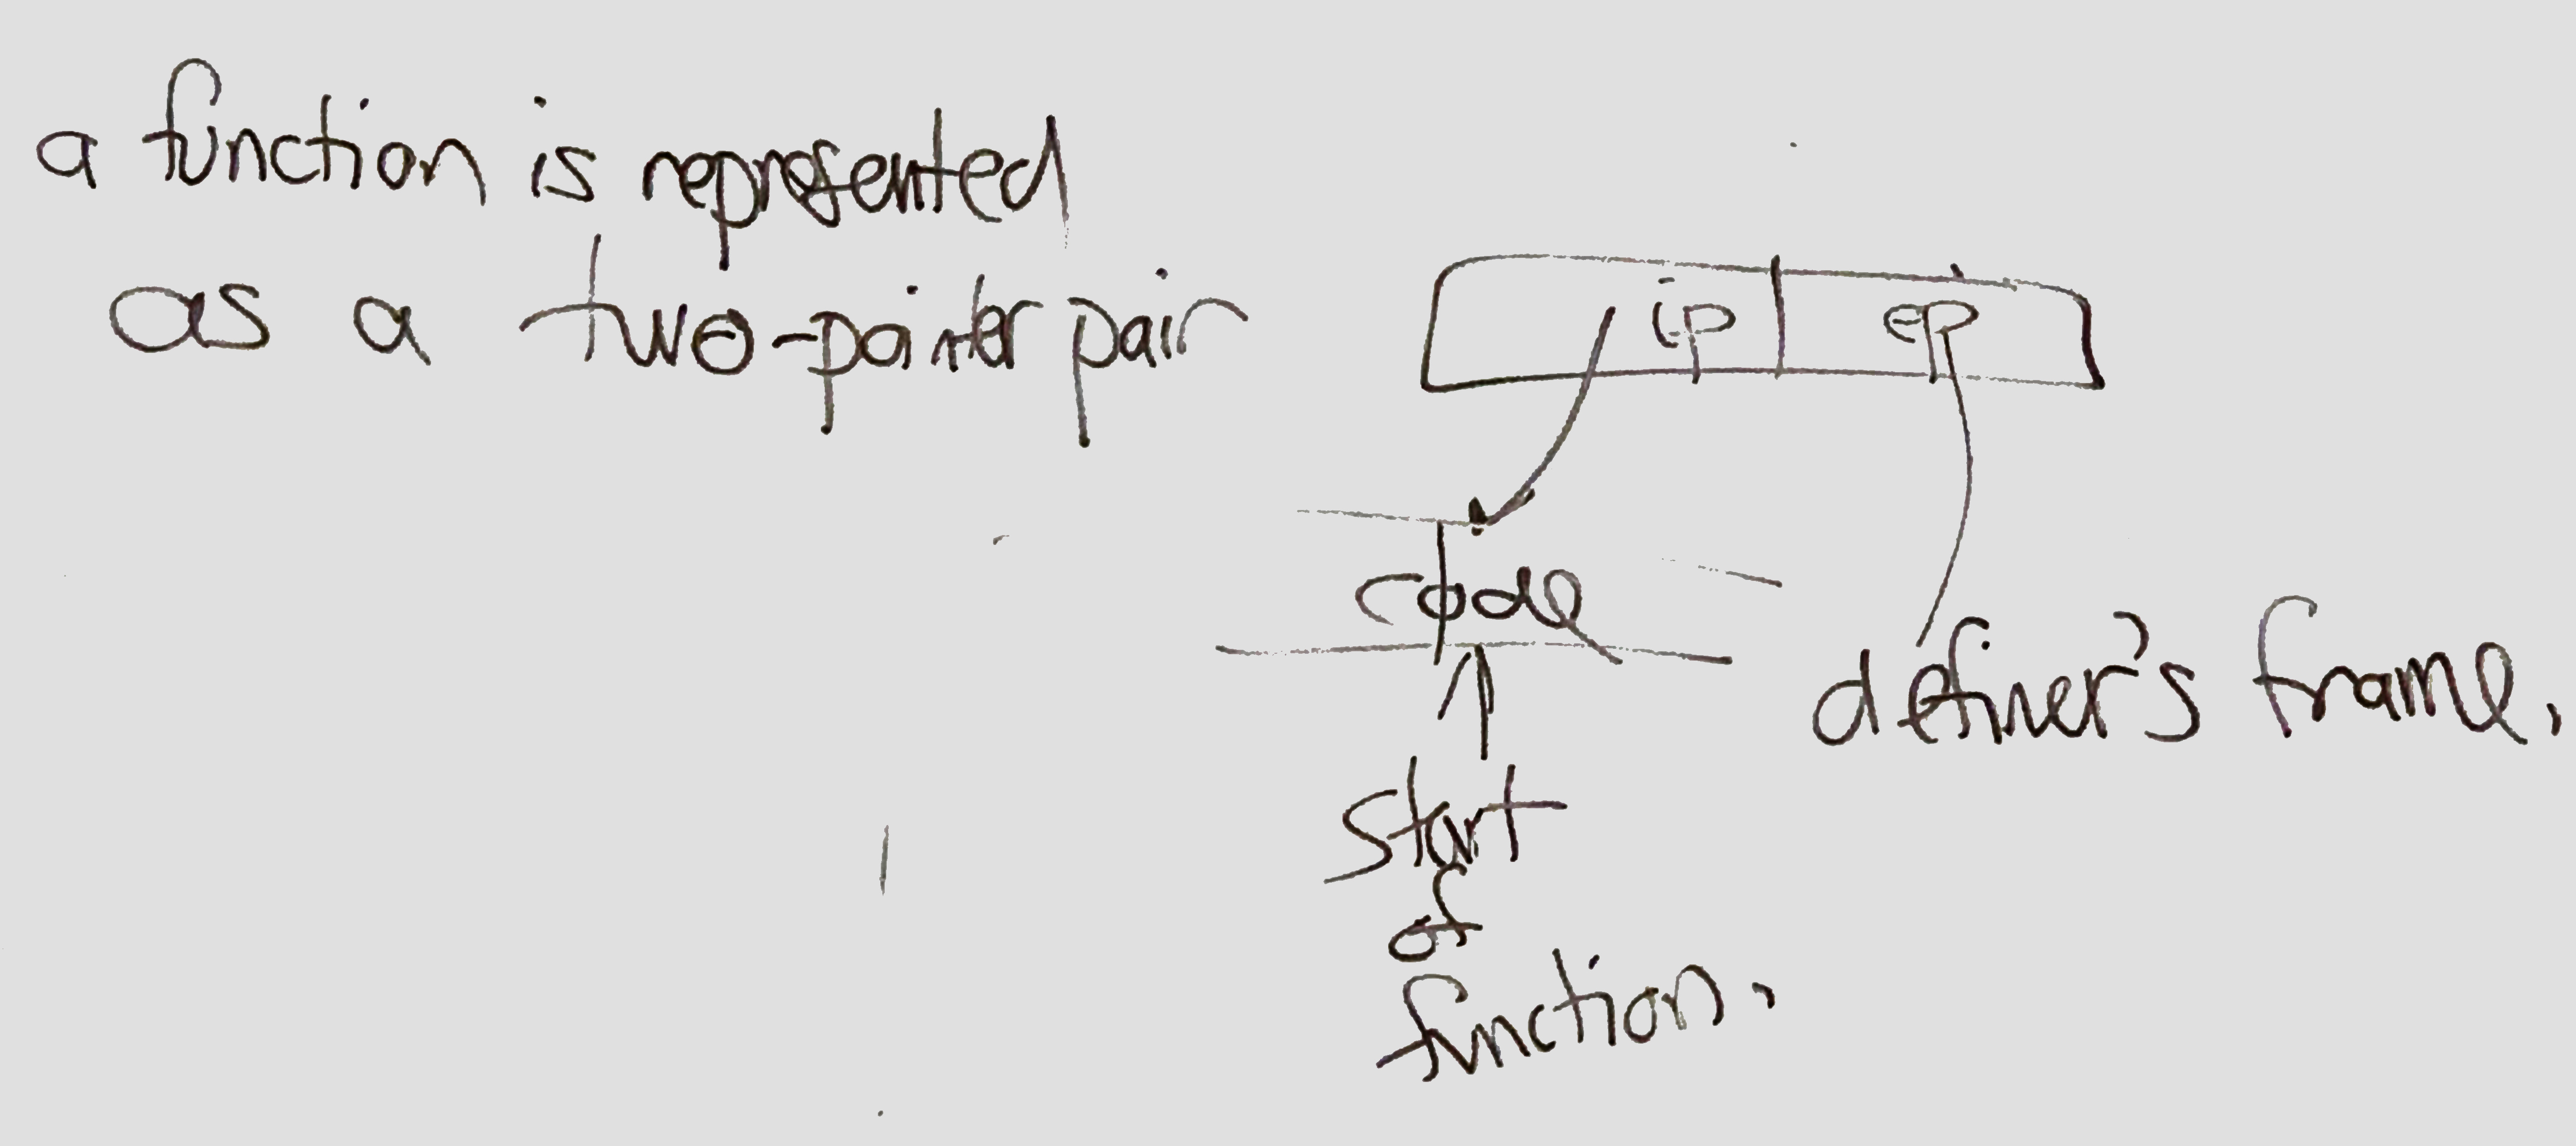 a function is represented
as a two-pointer pair
ip ep
code
definer's frame.
start
of
function.